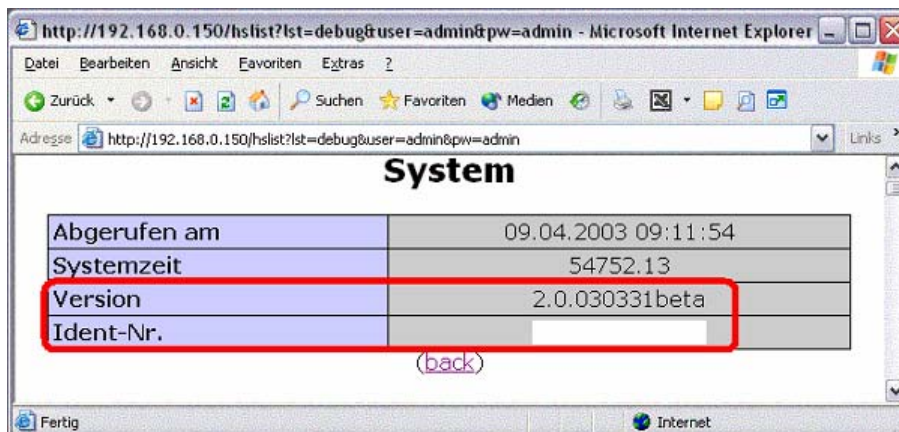 http://192.168.0.150/hslist?lst=debug&user=admin&pw=admin - Microsoft Internet Explorer
Datei Bearbeiten Ansicht Favoriten Extras ?
Zurück Suchen Favoriten Medien
Adresse http://192.168.0.150/hslist?lst=debug&user=admin&pw=admin Links
System
Abgerufen am 09.04.2003 09:11:54
Systemzeit 54752.13
Version 2.0.030331beta
Ident-Nr.
(back)
Fertig Internet